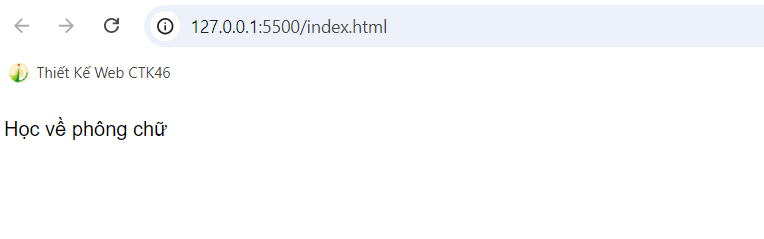 127.0.0.1:5500/index.html
Thiết Kế Web CTK46
Học về phông chữ